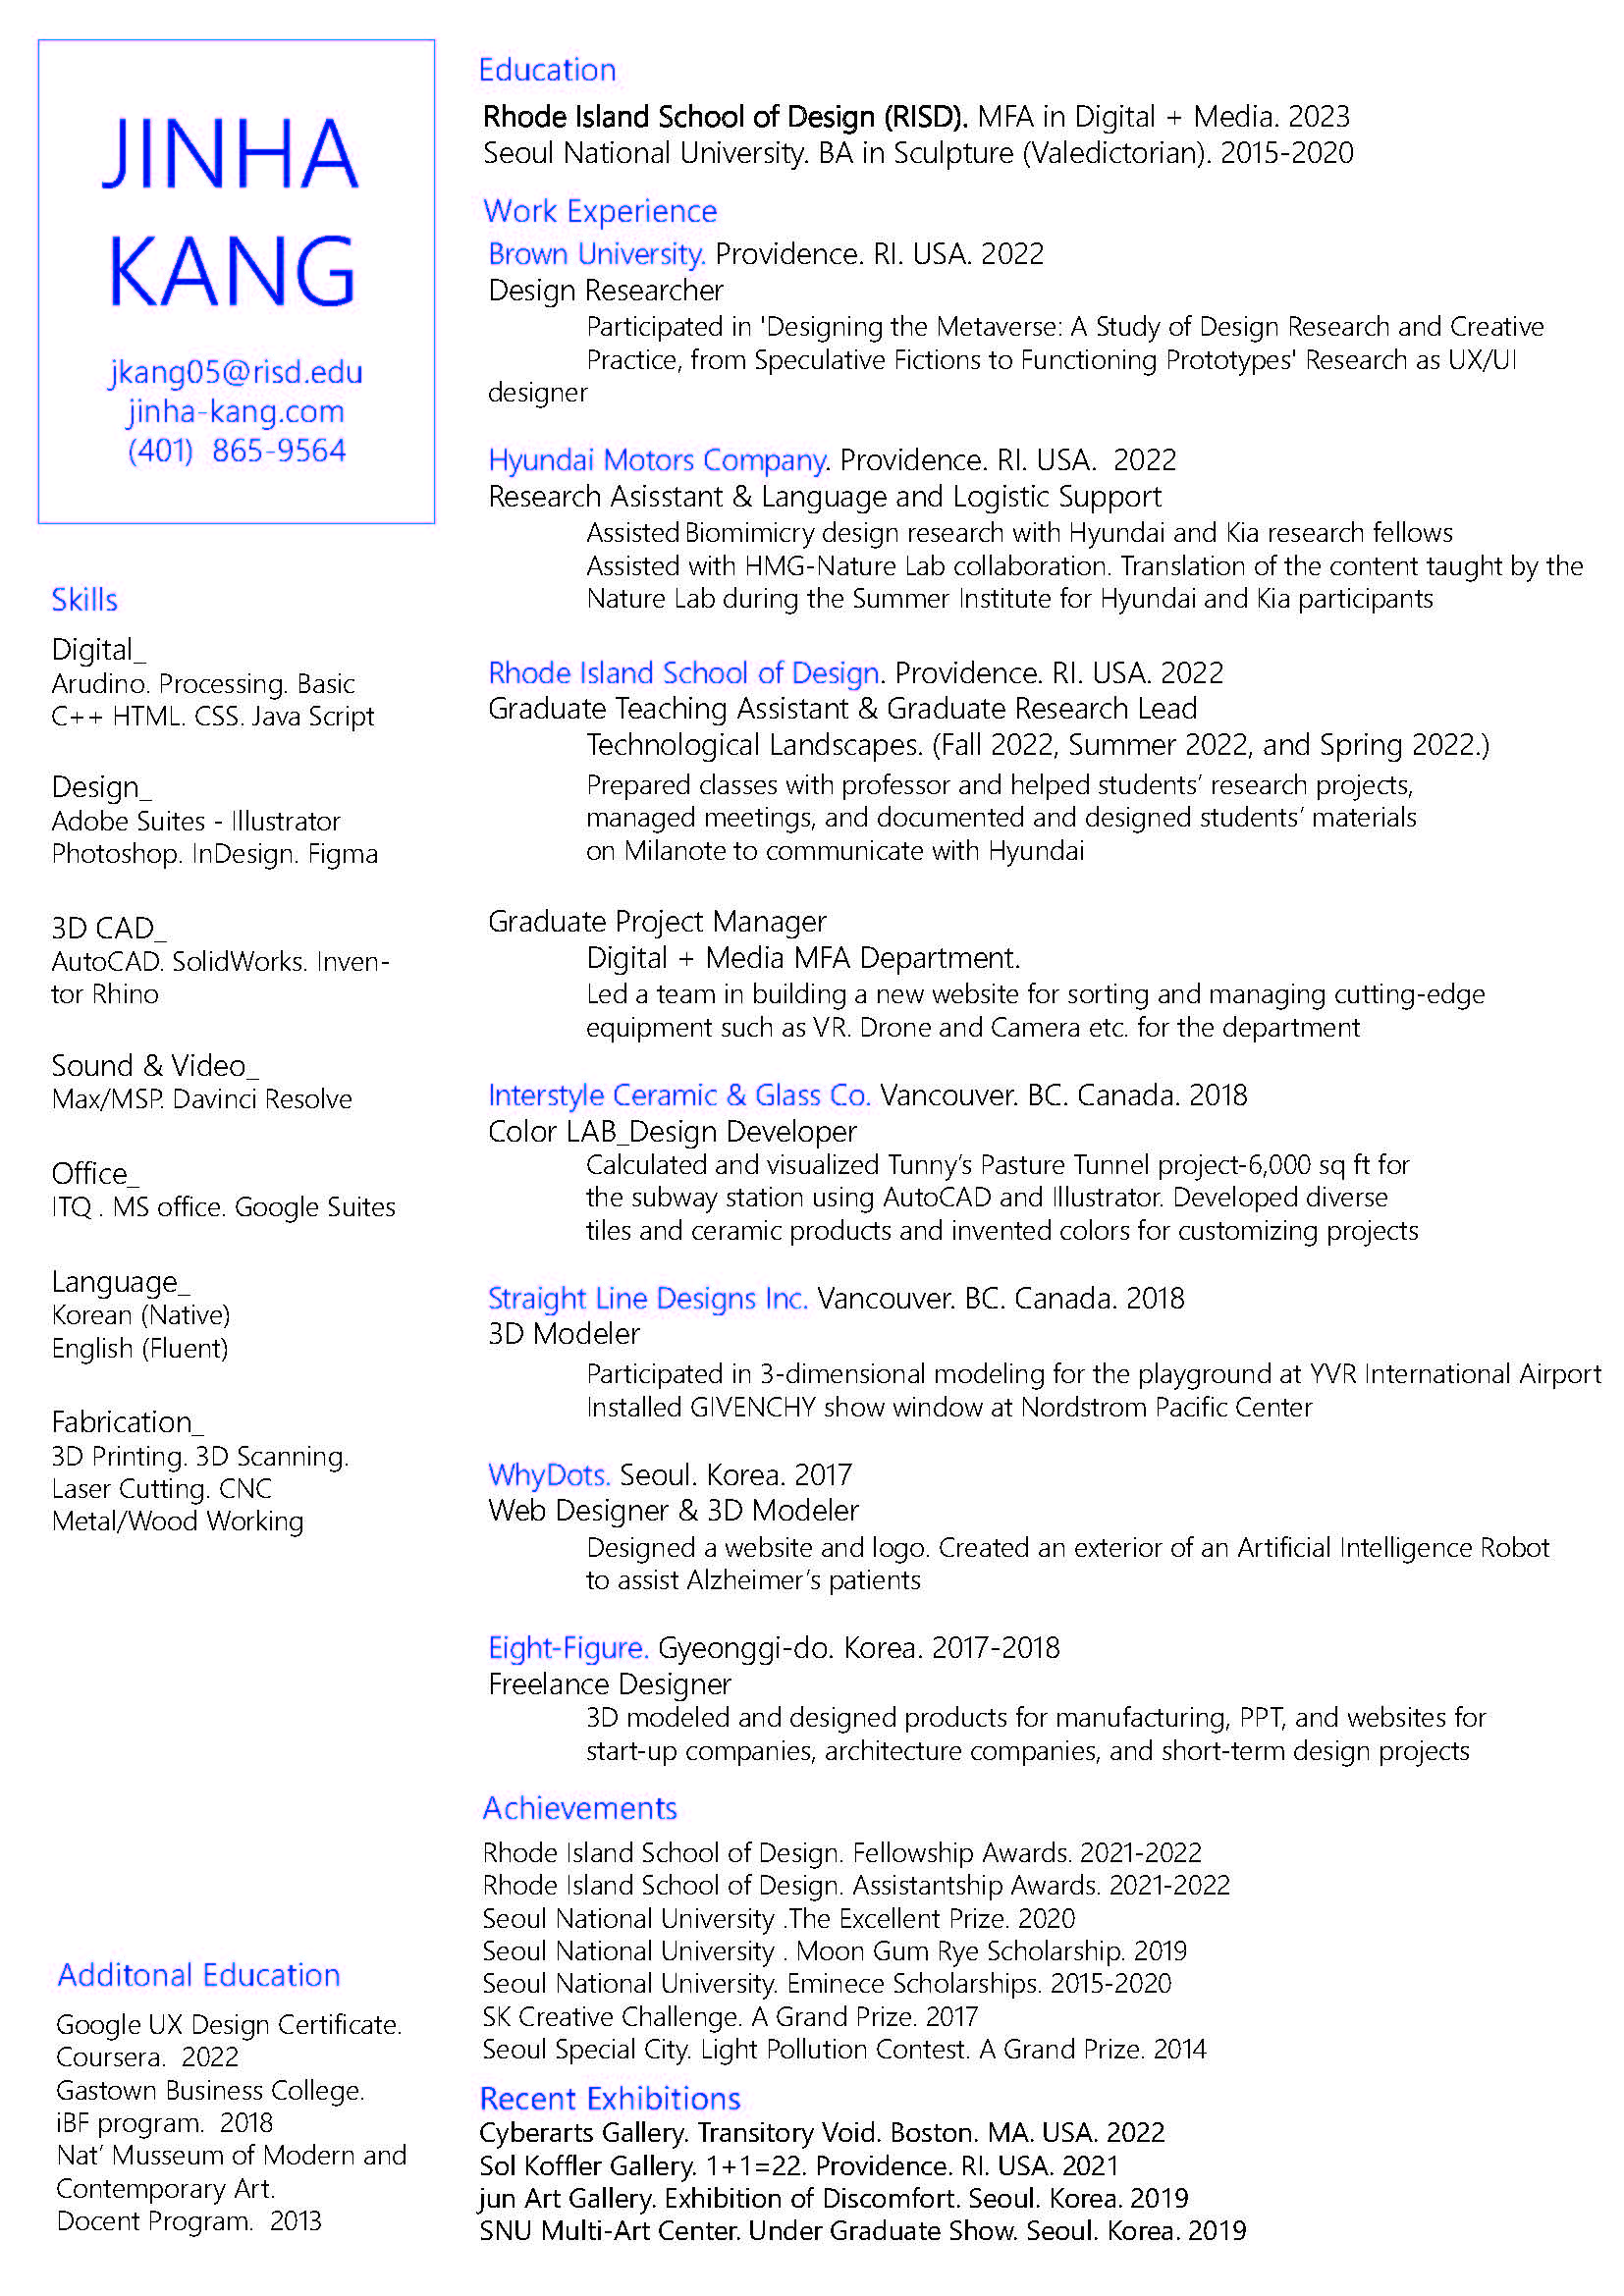 JINHA
KANG
jkang05@risd.edu
jinha-kang.com
(401)  865-9564
Skills
Digital_
Arudino. Processing. Basic
C++ HTML. CSS. Java Script
Design_
Adobe Suites - Illustrator
Photoshop. InDesign. Figma
3D CAD_
AutoCAD. SolidWorks. Inven-
tor Rhino
Sound & Video_
Max/MSP. Davinci Resolve
Office_
ITQ . MS office. Google Suites
Language_
Korean (Native)
English (Fluent)
Fabrication_
3D Printing. 3D Scanning.
Laser Cutting. CNC
Metal/Wood Working
Additonal Education
Google UX Design Certificate.
Coursera.  2022
Gastown Business College.
iBF program.  2018
Nat’ Musseum of Modern and
Contemporary Art.
Docent Program.  2013
Education
Rhode Island School of Design (RISD). MFA in Digital + Media. 2023
Seoul National University. BA in Sculpture (Valedictorian). 2015-2020
Work Experience
Brown University. Providence. RI. USA. 2022
Design Researcher
Participated in 'Designing the Metaverse: A Study of Design Research and Creative
Practice, from Speculative Fictions to Functioning Prototypes' Research as UX/UI
designer
Hyundai Motors Company. Providence. RI. USA.  2022
Research Asisstant & Language and Logistic Support
Assisted Biomimicry design research with Hyundai and Kia research fellows
Assisted with HMG-Nature Lab collaboration. Translation of the content taught by the
Nature Lab during the Summer Institute for Hyundai and Kia participants
Rhode Island School of Design. Providence. RI. USA. 2022
Graduate Teaching Assistant & Graduate Research Lead
Technological Landscapes. (Fall 2022, Summer 2022, and Spring 2022.)
Prepared classes with professor and helped students’ research projects,
managed meetings, and documented and designed students’ materials
on Milanote to communicate with Hyundai
Graduate Project Manager
Digital + Media MFA Department.
Led a team in building a new website for sorting and managing cutting-edge
equipment such as VR. Drone and Camera etc. for the department
Interstyle Ceramic & Glass Co. Vancouver. BC. Canada. 2018
Color LAB_Design Developer
Calculated and visualized Tunny’s Pasture Tunnel project-6,000 sq ft for
the subway station using AutoCAD and Illustrator. Developed diverse
tiles and ceramic products and invented colors for customizing projects
Straight Line Designs Inc. Vancouver. BC. Canada. 2018
3D Modeler
Participated in 3-dimensional modeling for the playground at YVR International Airport
Installed GIVENCHY show window at Nordstrom Pacific Center
WhyDots. Seoul. Korea. 2017
Web Designer & 3D Modeler
Designed a website and logo. Created an exterior of an Artificial Intelligence Robot
to assist Alzheimer’s patients
Eight-Figure. Gyeonggi-do. Korea. 2017-2018
Freelance Designer
3D modeled and designed products for manufacturing, PPT, and websites for
start-up companies, architecture companies, and short-term design projects
Achievements
Rhode Island School of Design. Fellowship Awards. 2021-2022
Rhode Island School of Design. Assistantship Awards. 2021-2022
Seoul National University .The Excellent Prize. 2020
Seoul National University . Moon Gum Rye Scholarship. 2019
Seoul National University. Eminece Scholarships. 2015-2020
SK Creative Challenge. A Grand Prize. 2017
Seoul Special City. Light Pollution Contest. A Grand Prize. 2014
Recent Exhibitions
Cyberarts Gallery. Transitory Void. Boston. MA. USA. 2022
Sol Koffler Gallery. 1+1=22. Providence. RI. USA. 2021
jun Art Gallery. Exhibition of Discomfort. Seoul. Korea. 2019
SNU Multi-Art Center. Under Graduate Show. Seoul. Korea. 2019